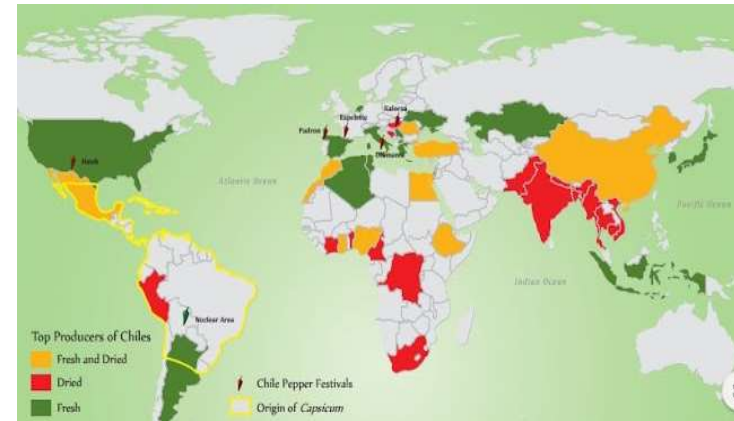 Kalocsa
Espelette
Padron
Diamante
Hatch
Atlantic Ocean
Pacific Ocean
Indian Ocean
Nuclear Area
Top Producers of Chiles
Fresh and Dried
Dried
Fresh
Chile Pepper Festivals
Origin of Capsicum